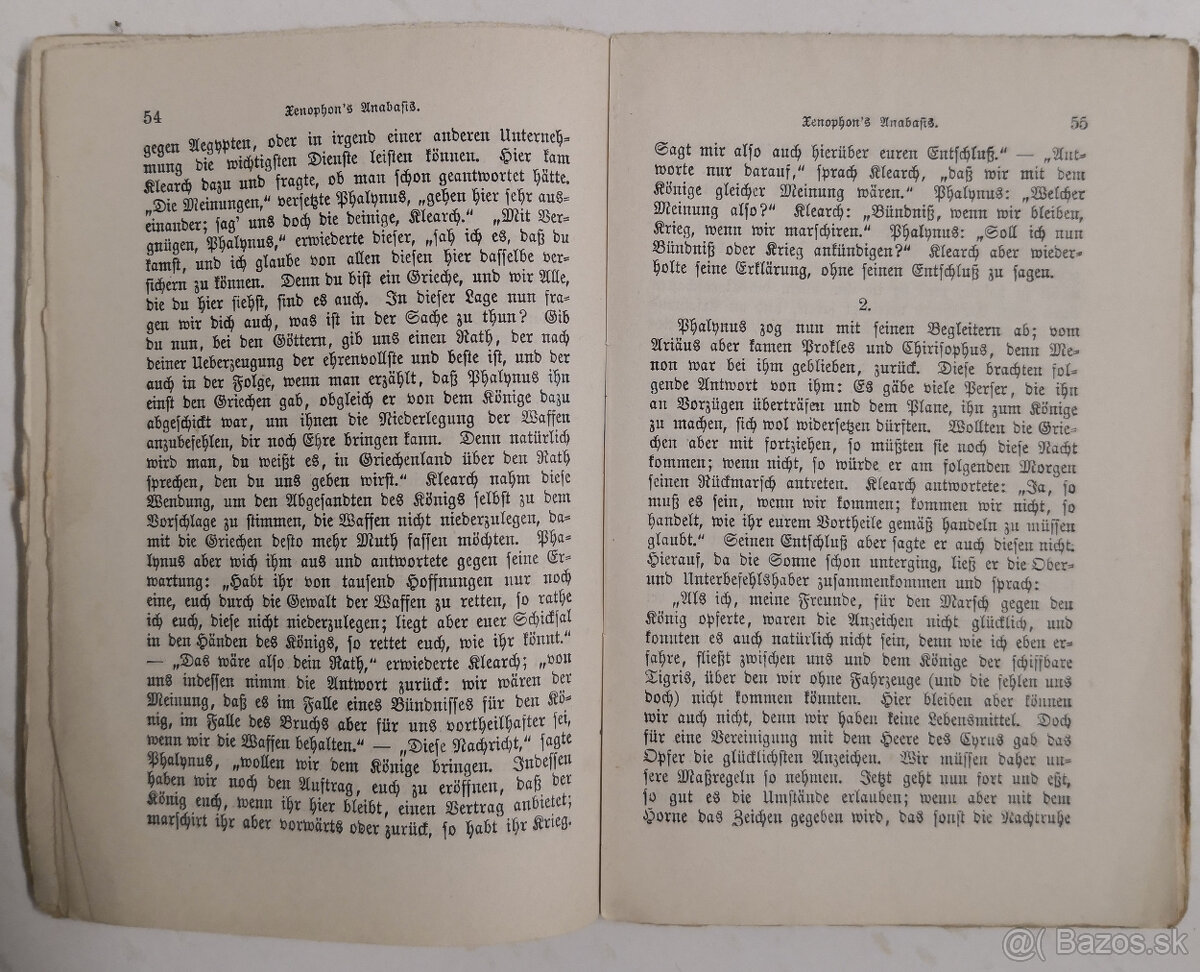 54
Xenophon's Anabasis.
gegen Aegypten, oder in irgend einer anderen Unterneh-
mung die wichtigsten Dienste leisten können. Hier kam
Klearch dazu und fragte, ob man schon geantwortet hätte.
„Die Meinungen,“ versetzte Phalynus, „gehen hier sehr aus-
einander; sag' uns doch die deinige, Klearch.“ „Mit Ver-
gnügen, Phalynus,“ erwiederte dieser, „sah ich es, daß du
kamst, und ich glaube von allen diesen hier dasselbe ver-
sichern zu können. Denn du bist ein Grieche, und wir Alle,
die du hier siehst, sind es auch. In dieser Lage nun fra-
gen wir dich auch, was ist in der Sache zu thun? Gib
du nun, bei den Göttern, gib uns einen Rath, der nach
deiner Ueberzeugung der ehrenvollste und beste ist, und der
auch in der Folge, wenn man erzählt, daß Phalynus ihn
einst den Griechen gab, obgleich er von dem Könige dazu
abgeschickt war, um ihnen die Niederlegung der Waffen
anzubefehlen, dir noch Ehre bringen kann. Denn natürlich
wird man, du weißt es, in Griechenland über den Rath
sprechen, den du uns geben wirst.“ Klearch nahm diese
Wendung, um den Abgesandten des Königs selbst zu dem
Vorschlage zu stimmen, die Waffen nicht niederzulegen, da-
mit die Griechen desto mehr Muth fassen möchten. Pha-
lynus aber wich ihm aus und antwortete gegen seine Er-
wartung: „Habt ihr von tausend Hoffnungen nur noch
eine, euch durch die Gewalt der Waffen zu retten, so rathe
ich euch, diese nicht niederzulegen; liegt aber euer Schicksal
in den Händen des Königs, so rettet euch, wie ihr könnt.“
— „Das wäre also dein Rath,“ erwiederte Klearch; „von
uns indessen nimm die Antwort zurück: wir wären der
Meinung, daß es im Falle eines Bündnisses für den Kö-
nig, im Falle des Bruchs aber für uns vortheilhafter sei,
wenn wir die Waffen behalten.“ — „Diese Nachricht,“ sagte
Phalynus, „wollen wir dem Könige bringen. Indessen
haben wir noch den Auftrag, euch zu eröffnen, daß der
König euch, wenn ihr hier bleibt, einen Vertrag anbietet;
marschirt ihr aber vorwärts oder zurück, so habt ihr Krieg.
Xenophon's Anabasis.
55
Sagt mir also auch hierüber euren Entschluß.“ — „Ant-
worte nur darauf,“ sprach Klearch, „daß wir mit dem
Könige gleicher Meinung wären.“ Phalynus: „Welcher
Meinung also?“ Klearch: „Bündniß, wenn wir bleiben,
Krieg, wenn wir marschiren.“ Phalynus: „Soll ich nun
Bündniß oder Krieg ankündigen?“ Klearch aber wieder-
holte seine Erklärung, ohne seinen Entschluß zu sagen.
2.
Phalynus zog nun mit seinen Begleitern ab; vom
Ariäus aber kamen Prokles und Chirisophus, denn Me-
non war bei ihm geblieben, zurück. Diese brachten fol-
gende Antwort von ihm: Es gäbe viele Perser, die ihn
an Vorzügen überträfen und dem Plane, ihn zum Könige
zu machen, sich wol widersetzen dürften. Wollten die Grie-
chen aber mit fortziehen, so müßten sie noch diese Nacht
kommen; wenn nicht, so würde er am folgenden Morgen
seinen Rückmarsch antreten. Klearch antwortete: „Ja, so
muß es sein, wenn wir kommen; kommen wir nicht, so
handelt, wie ihr eurem Vortheile gemäß handeln zu müssen
glaubt.“ Seinen Entschluß aber sagte er auch diesen nicht.
Hierauf, da die Sonne schon unterging, ließ er die Ober-
und Unterbefehlshaber zusammenkommen und sprach:
„Als ich, meine Freunde, für den Marsch gegen den
König opferte, waren die Anzeichen nicht glücklich, und
konnten es auch natürlich nicht sein, denn wie ich eben er-
fahre, fließt zwischen uns und dem Könige der schiffbare
Tigris, über den wir ohne Fahrzeuge (und die fehlen uns
doch) nicht kommen könnten. Hier bleiben aber können
wir auch nicht, denn wir haben keine Lebensmittel. Doch
für eine Vereinigung mit dem Heere des Cyrus gab das
Opfer die glücklichsten Anzeichen. Wir müssen daher un-
sere Maßregeln so nehmen. Jetzt geht nun fort und eßt,
so gut es die Umstände erlauben; wenn aber mit dem
Horne das Zeichen gegeben wird, das sonst die Nachtruhe
@( Bazos.sk